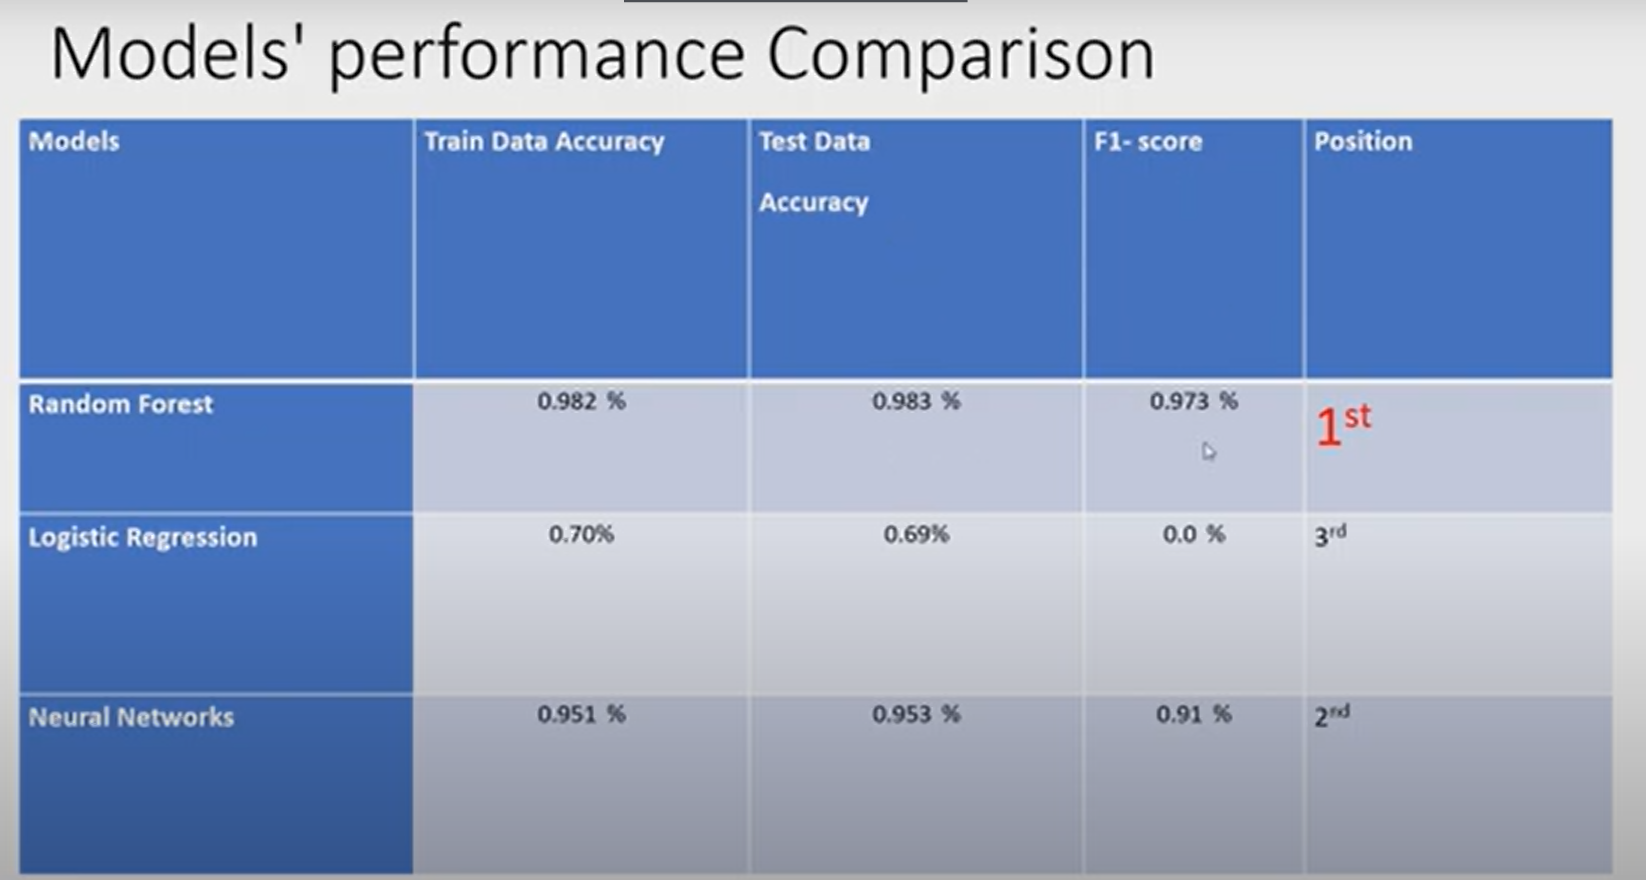 Models' performance Comparison
Models Train Data Accuracy Test Data F1- score Position
Accuracy
Random Forest 0.982 % 0.983 % 0.973 % 1st
Logistic Regression 0.70% 0.69% 0.0 % 3rd
Neural Networks 0.951 % 0.953 % 0.91 % 2nd